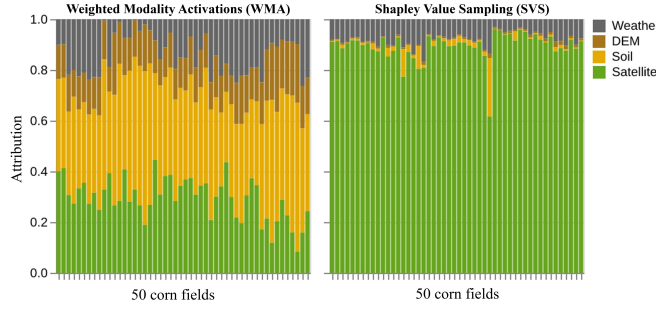 Weighted Modality Activations (WMA)
Shapley Value Sampling (SVS)
1.0
0.8
0.6
0.4
0.2
0.0
Attribution
50 corn fields
50 corn fields
Weathe
DEM
Soil
Satellite